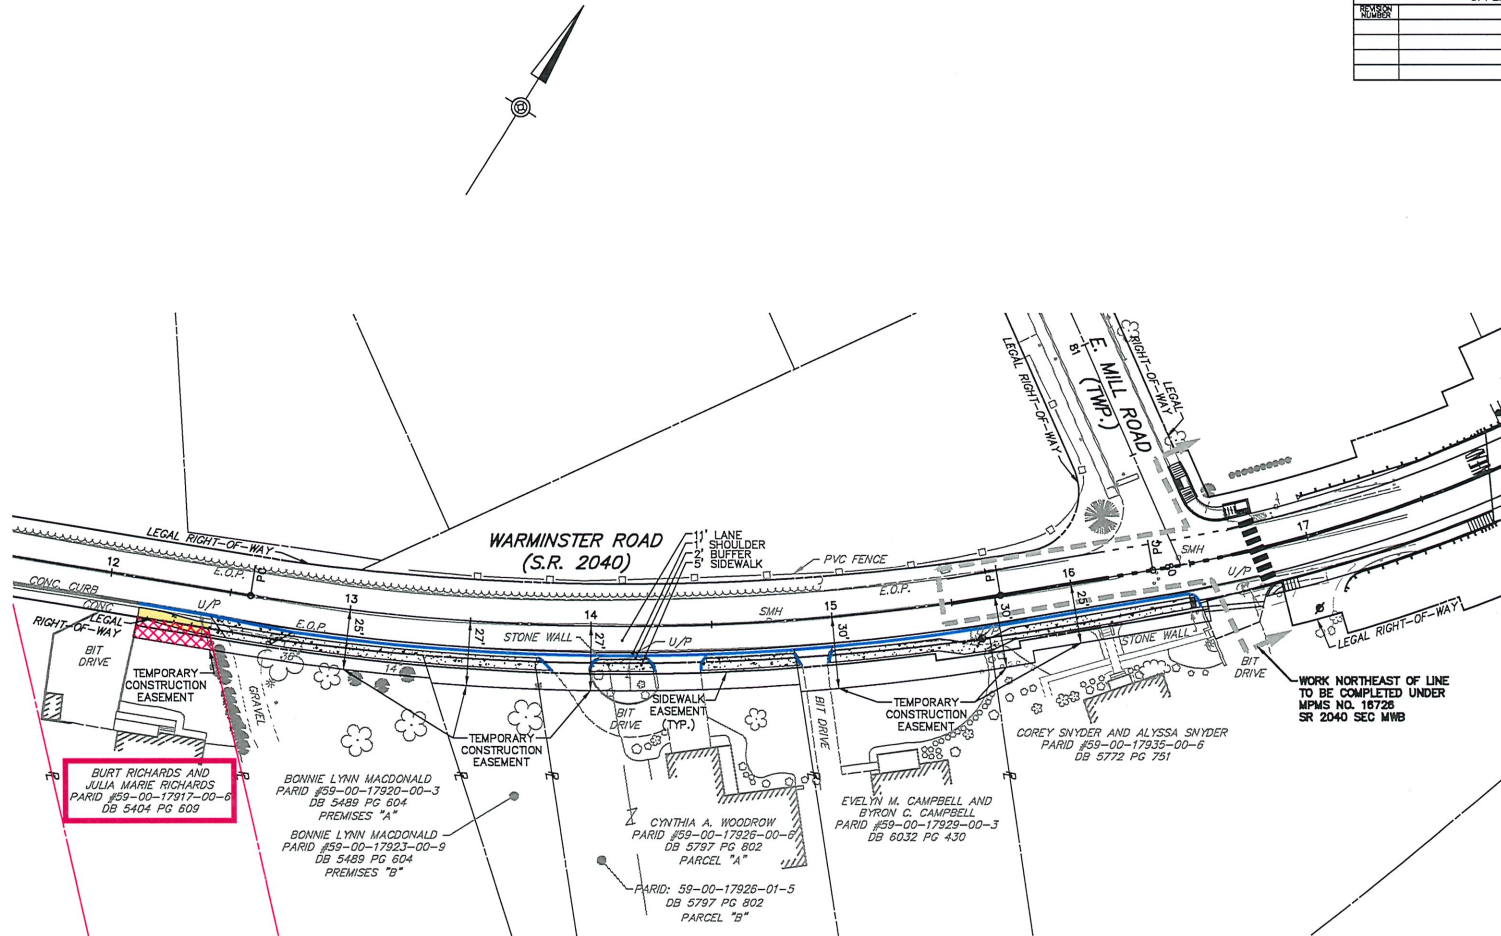 REVISION
NUMBER
E. MILL ROAD
(TWP.)
81
LEGAL RIGHT-OF-WAY
LEGAL
RIGHT-OF-WAY
WARMINSTER ROAD
(S.R. 2040)
11' LANE
1' SHOULDER
2' BUFFER
5' SIDEWALK
PVC FENCE
LEGAL RIGHT-OF-WAY
E.O.P.
PC
12
13
14
15
16
17
CONC. CURB
CONC
LEGAL
RIGHT-OF-WAY
U/P
E.O.P.
SMH
E.O.P.
PT
SMH
80
U/P
STONE WALL
U/P
25'
27'
27'
30'
30'
25'
36"
14"
STONE WALL
LEGAL RIGHT-OF-WAY
BIT
DRIVE
TEMPORARY
CONSTRUCTION
EASEMENT
GRAVEL
TEMPORARY
CONSTRUCTION
EASEMENT
BIT
DRIVE
SIDEWALK
EASEMENT
(TYP.)
BIT DRIVE
TEMPORARY
CONSTRUCTION
EASEMENT
BIT
DRIVE
WORK NORTHEAST OF LINE
TO BE COMPLETED UNDER
MPMS NO. 16726
SR 2040 SEC MWB
BURT RICHARDS AND
JULIA MARIE RICHARDS
PARID #59-00-17917-00-6
DB 5404 PG 609
BONNIE LYNN MACDONALD
PARID #59-00-17920-00-3
DB 5489 PG 604
PREMISES "A"
BONNIE LYNN MACDONALD
PARID #59-00-17923-00-9
DB 5489 PG 604
PREMISES "B"
CYNTHIA A. WOODROW
PARID #59-00-17926-00-6
DB 5797 PG 802
PARCEL "A"
PARID: 59-00-17926-01-5
DB 5797 PG 802
PARCEL "B"
EVELYN M. CAMPBELL AND
BYRON C. CAMPBELL
PARID #59-00-17929-00-3
DB 6032 PG 430
COREY SNYDER AND ALYSSA SNYDER
PARID #59-00-17935-00-6
DB 5772 PG 751